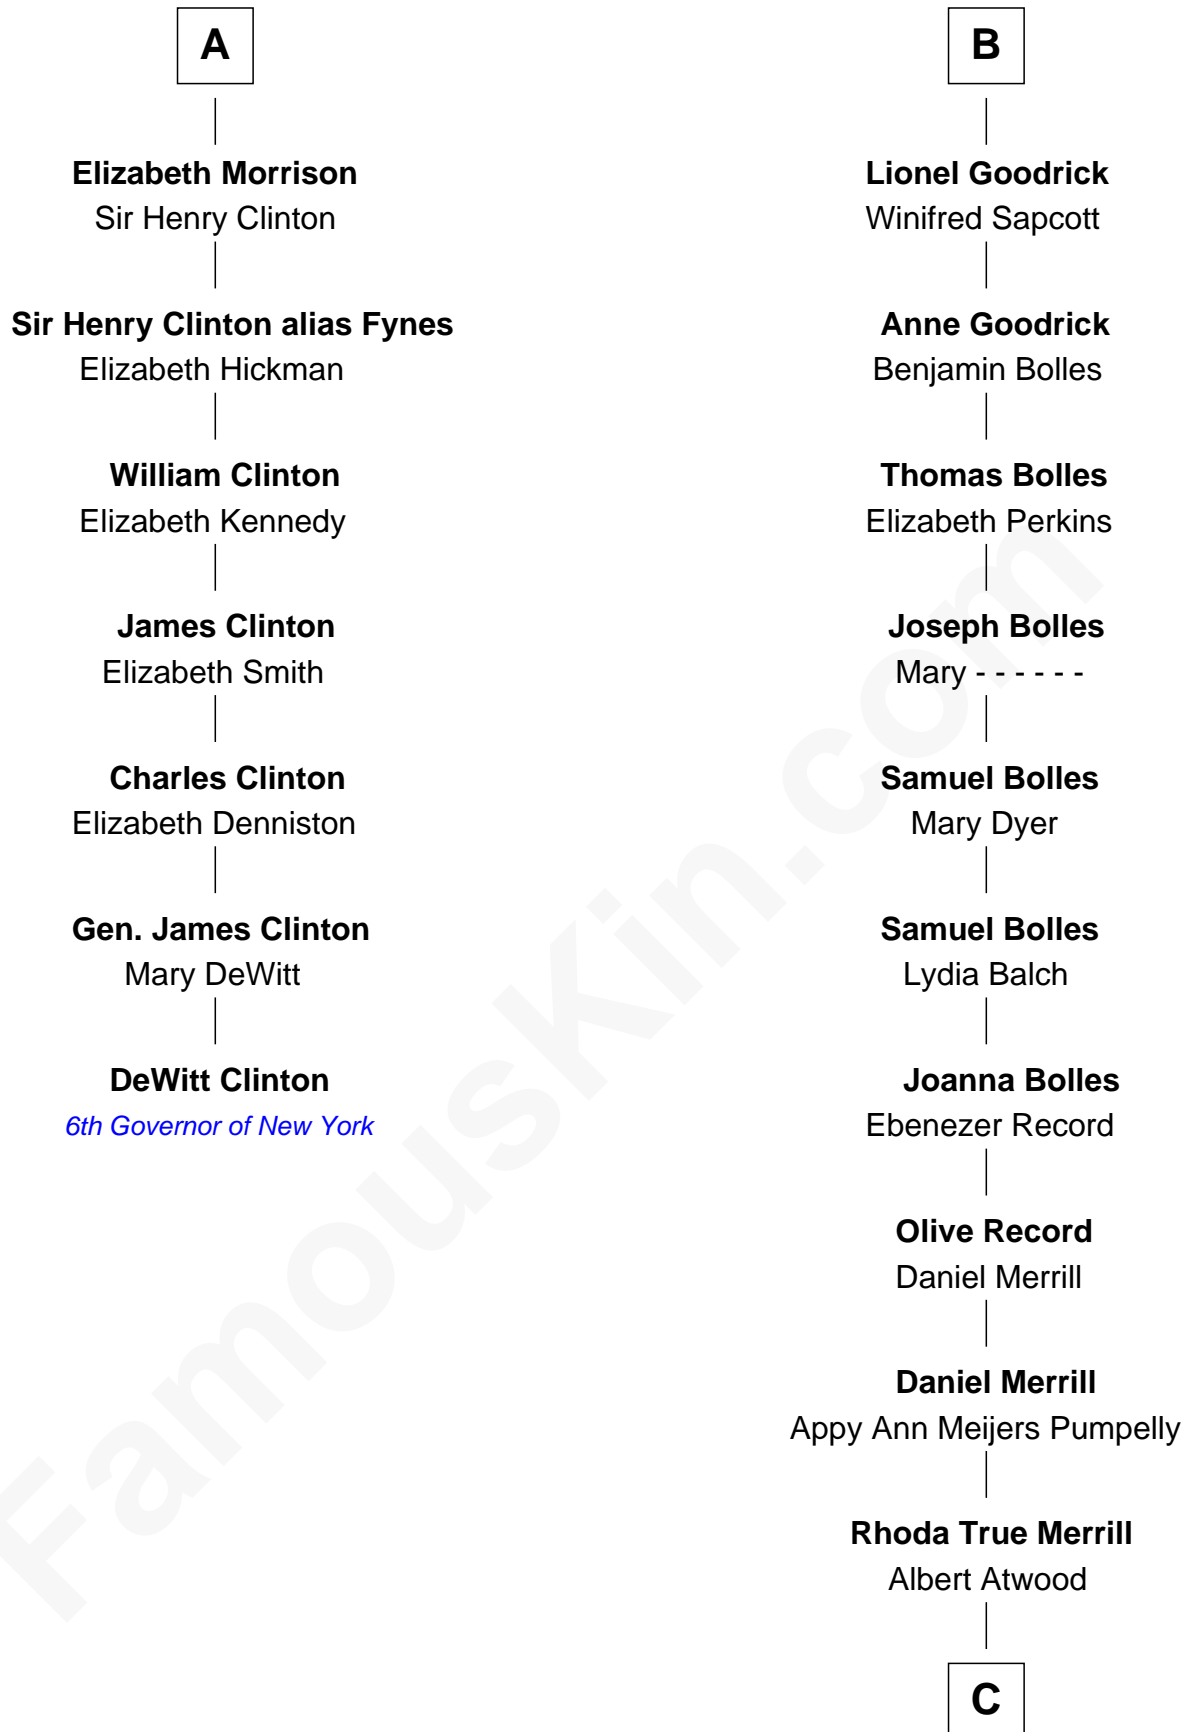 A
Elizabeth Morrison
Sir Henry Clinton
Sir Henry Clinton alias Fynes
Elizabeth Hickman
William Clinton
Elizabeth Kennedy
James Clinton
Elizabeth Smith
Charles Clinton
Elizabeth Denniston
Gen. James Clinton
Mary DeWitt
DeWitt Clinton
6th Governor of New York
B
Lionel Goodrick
Winifred Sapcott
Anne Goodrick
Benjamin Bolles
Thomas Bolles
Elizabeth Perkins
Joseph Bolles
Mary - - - - - -
Samuel Bolles
Mary Dyer
Samuel Bolles
Lydia Balch
Joanna Bolles
Ebenezer Record
Olive Record
Daniel Merrill
Daniel Merrill
Appy Ann Meijers Pumpelly
Rhoda True Merrill
Albert Atwood
C
FamousKin.com